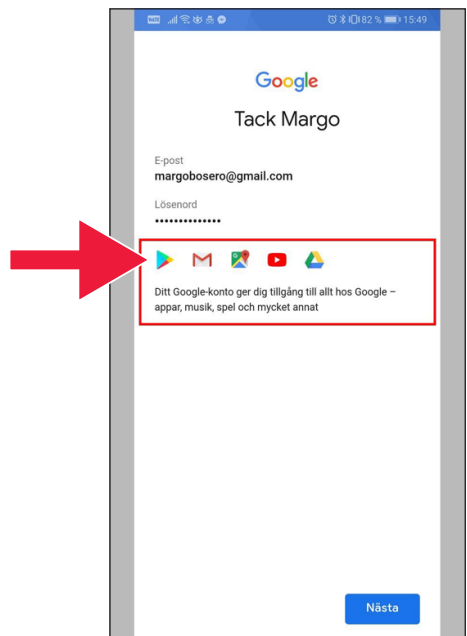 82 % 15:49
Google
Tack Margo
E-post
margobosero@gmail.com
Lösenord
••••••••••••••
Ditt Google-konto ger dig tillgång till allt hos Google –
appar, musik, spel och mycket annat
Nästa